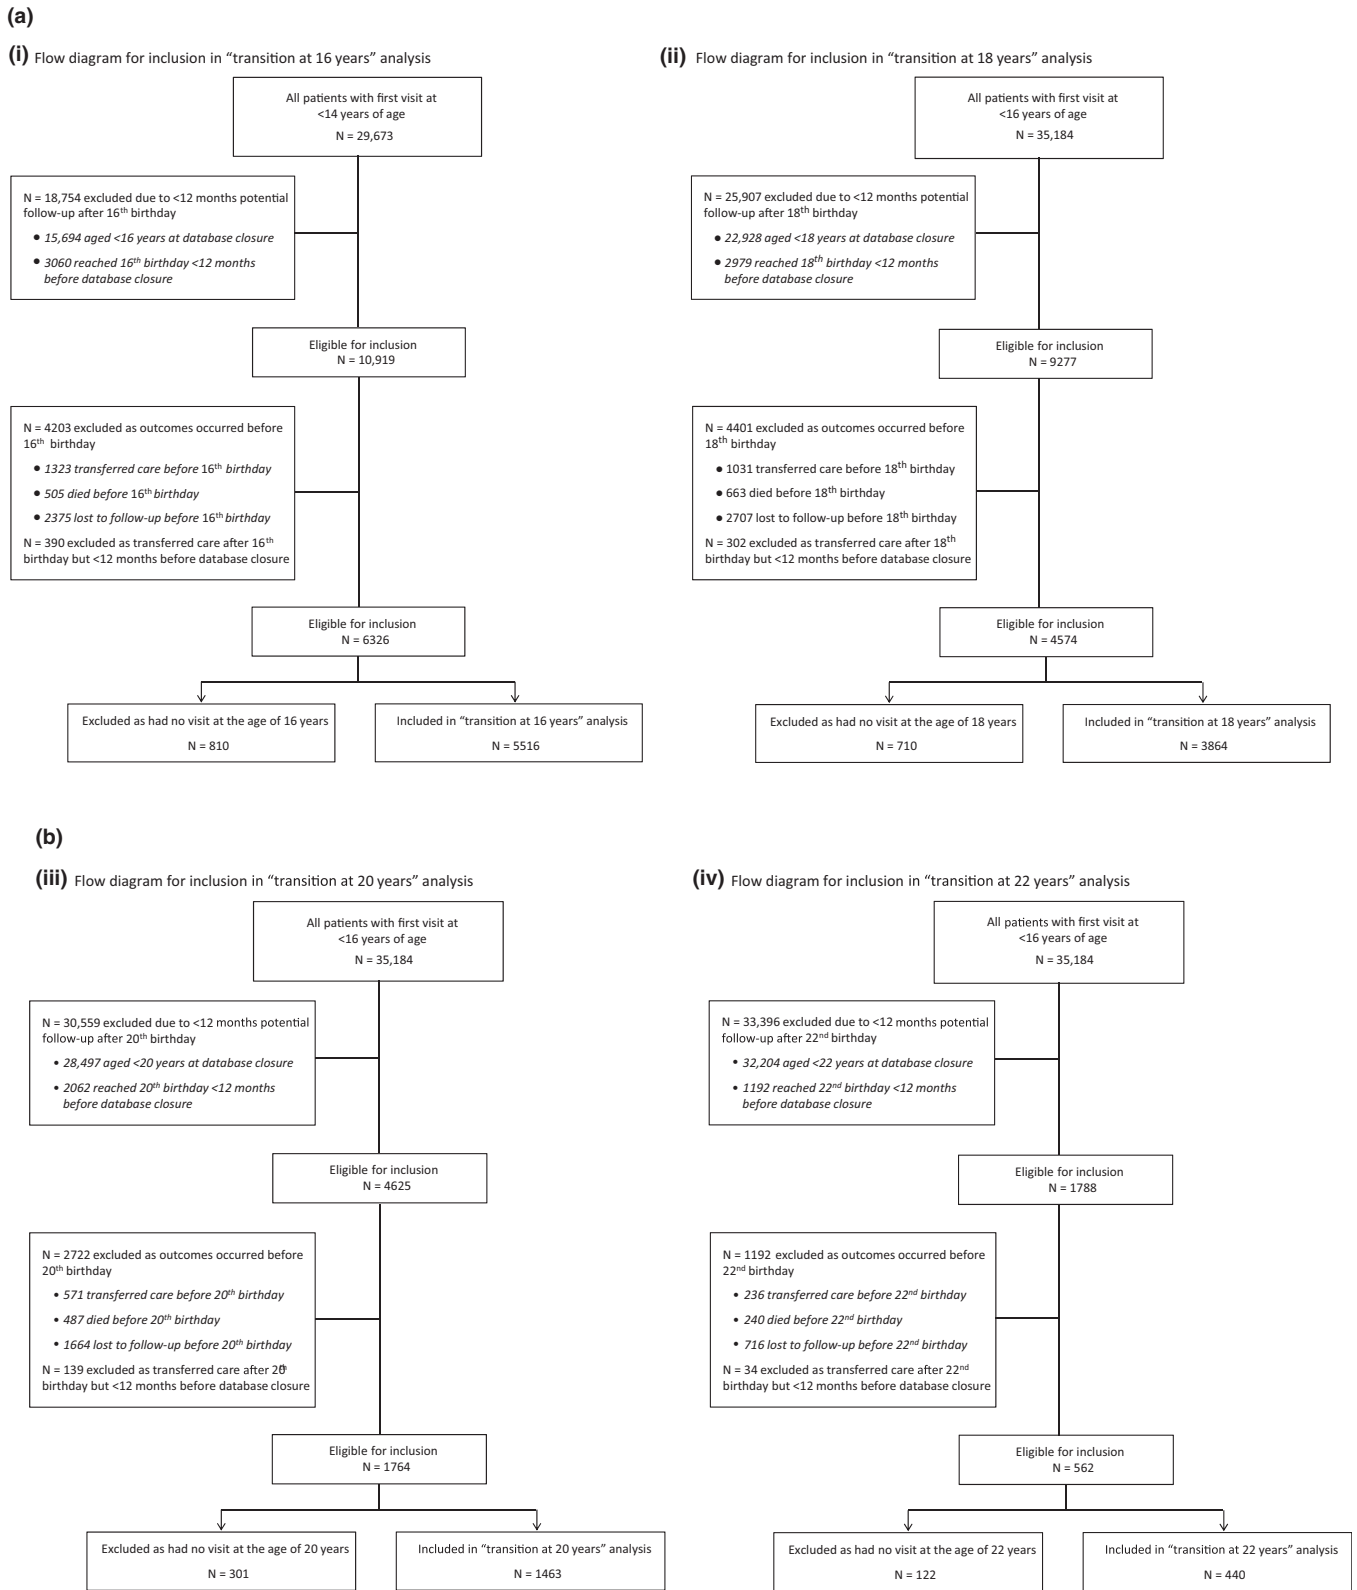 (a)
(i) Flow diagram for inclusion in “transition at 16 years” analysis
All patients with first visit at
<14 years of age
N = 29,673
N = 18,754 excluded due to <12 months potential
follow-up after 16th birthday
• 15,694 aged <16 years at database closure
• 3060 reached 16th birthday <12 months
before database closure
Eligible for inclusion
N = 10,919
N = 4203 excluded as outcomes occurred before
16th birthday
• 1323 transferred care before 16th birthday
• 505 died before 16th birthday
• 2375 lost to follow-up before 16th birthday
N = 390 excluded as transferred care after 16th
birthday but <12 months before database closure
Eligible for inclusion
N = 6326
Excluded as had no visit at the age of 16 years
N = 810
Included in “transition at 16 years” analysis
N = 5516
(ii) Flow diagram for inclusion in “transition at 18 years” analysis
All patients with first visit at
<16 years of age
N = 35,184
N = 25,907 excluded due to <12 months potential
follow-up after 18th birthday
• 22,928 aged <18 years at database closure
• 2979 reached 18th birthday <12 months
before database closure
Eligible for inclusion
N = 9277
N = 4401 excluded as outcomes occurred before
18th birthday
• 1031 transferred care before 18th birthday
• 663 died before 18th birthday
• 2707 lost to follow-up before 18th birthday
N = 302 excluded as transferred care after 18th
birthday but <12 months before database closure
Eligible for inclusion
N = 4574
Excluded as had no visit at the age of 18 years
N = 710
Included in “transition at 18 years” analysis
N = 3864
(b)
(iii) Flow diagram for inclusion in “transition at 20 years” analysis
All patients with first visit at
<16 years of age
N = 35,184
N = 30,559 excluded due to <12 months potential
follow-up after 20th birthday
• 28,497 aged <20 years at database closure
• 2062 reached 20th birthday <12 months
before database closure
Eligible for inclusion
N = 4625
N = 2722 excluded as outcomes occurred before
20th birthday
• 571 transferred care before 20th birthday
• 487 died before 20th birthday
• 1664 lost to follow-up before 20th birthday
N = 139 excluded as transferred care after 20th
birthday but <12 months before database closure
Eligible for inclusion
N = 1764
Excluded as had no visit at the age of 20 years
N = 301
Included in “transition at 20 years” analysis
N = 1463
(iv) Flow diagram for inclusion in “transition at 22 years” analysis
All patients with first visit at
<16 years of age
N = 35,184
N = 33,396 excluded due to <12 months potential
follow-up after 22nd birthday
• 32,204 aged <22 years at database closure
• 1192 reached 22nd birthday <12 months
before database closure
Eligible for inclusion
N = 1788
N = 1192 excluded as outcomes occurred before
22nd birthday
• 236 transferred care before 22nd birthday
• 240 died before 22nd birthday
• 716 lost to follow-up before 22nd birthday
N = 34 excluded as transferred care after 22nd
birthday but <12 months before database closure
Eligible for inclusion
N = 562
Excluded as had no visit at the age of 22 years
N = 122
Included in “transition at 22 years” analysis
N = 440